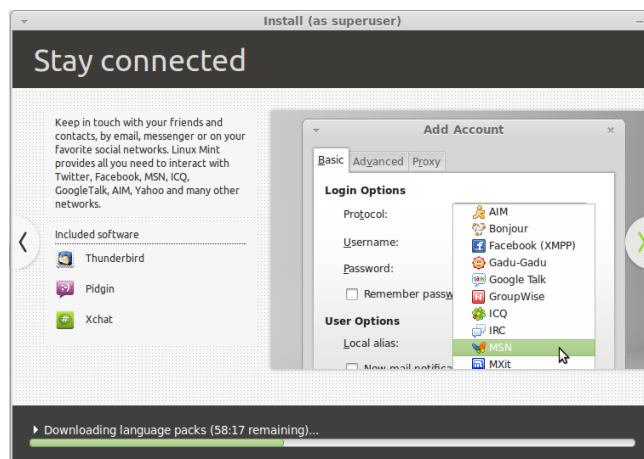 Install (as superuser)
Stay connected
Keep in touch with your friends and
contacts, by email, messenger or on your
favorite social networks. Linux Mint
provides all you need to interact with
Twitter, Facebook, MSN, ICQ,
GoogleTalk, AIM, Yahoo and many other
networks.
Included software
Thunderbird
Pidgin
Xchat
Add Account
Basic Advanced Proxy
Login Options
Protocol:
Username:
Password:
Remember passw
User Options
Local alias:
New mail notifica
AIM
Bonjour
Facebook (XMPP)
Gadu-Gadu
Google Talk
GroupWise
ICQ
IRC
MSN
MXit
Downloading language packs (58:17 remaining)...